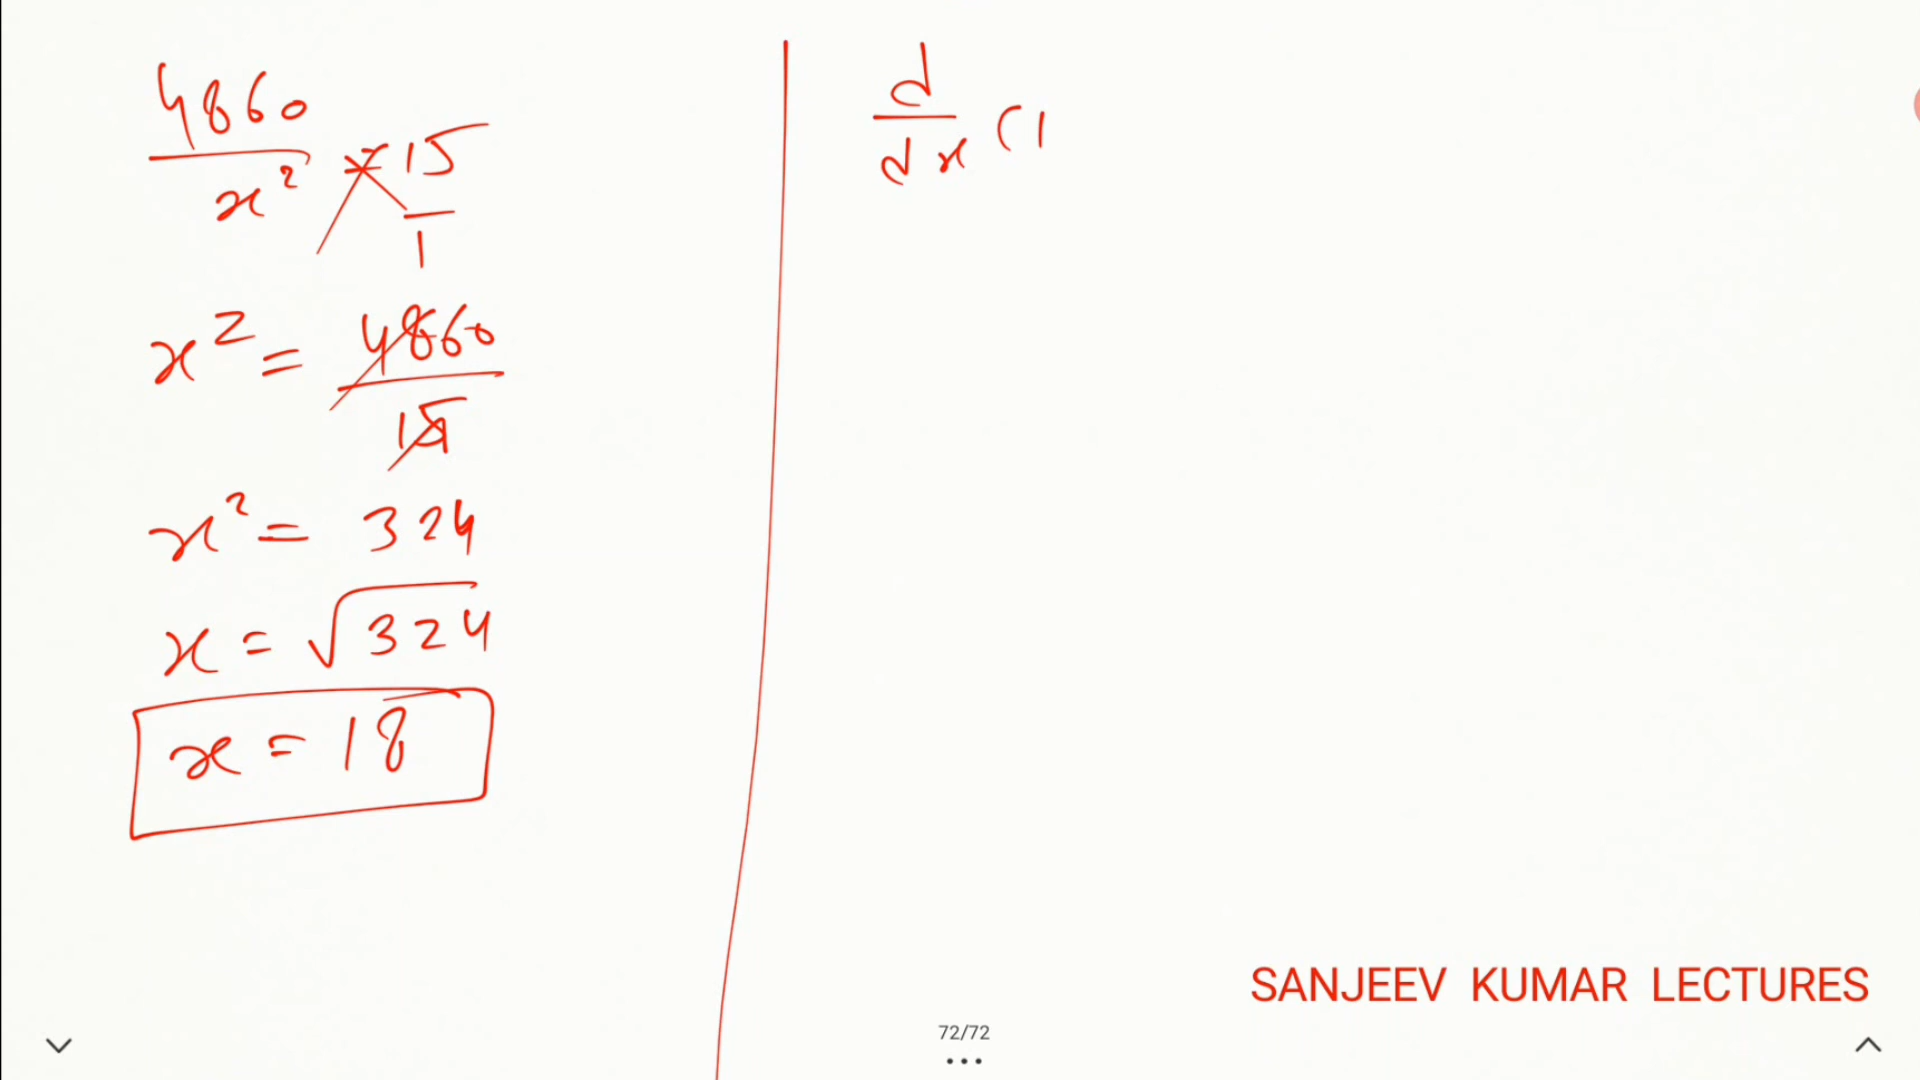 4860/x² = 15/1
x² = 4860/15
x² = 324
x = √324
x = 18
d/dx (1
SANJEEV KUMAR LECTURES
72/72